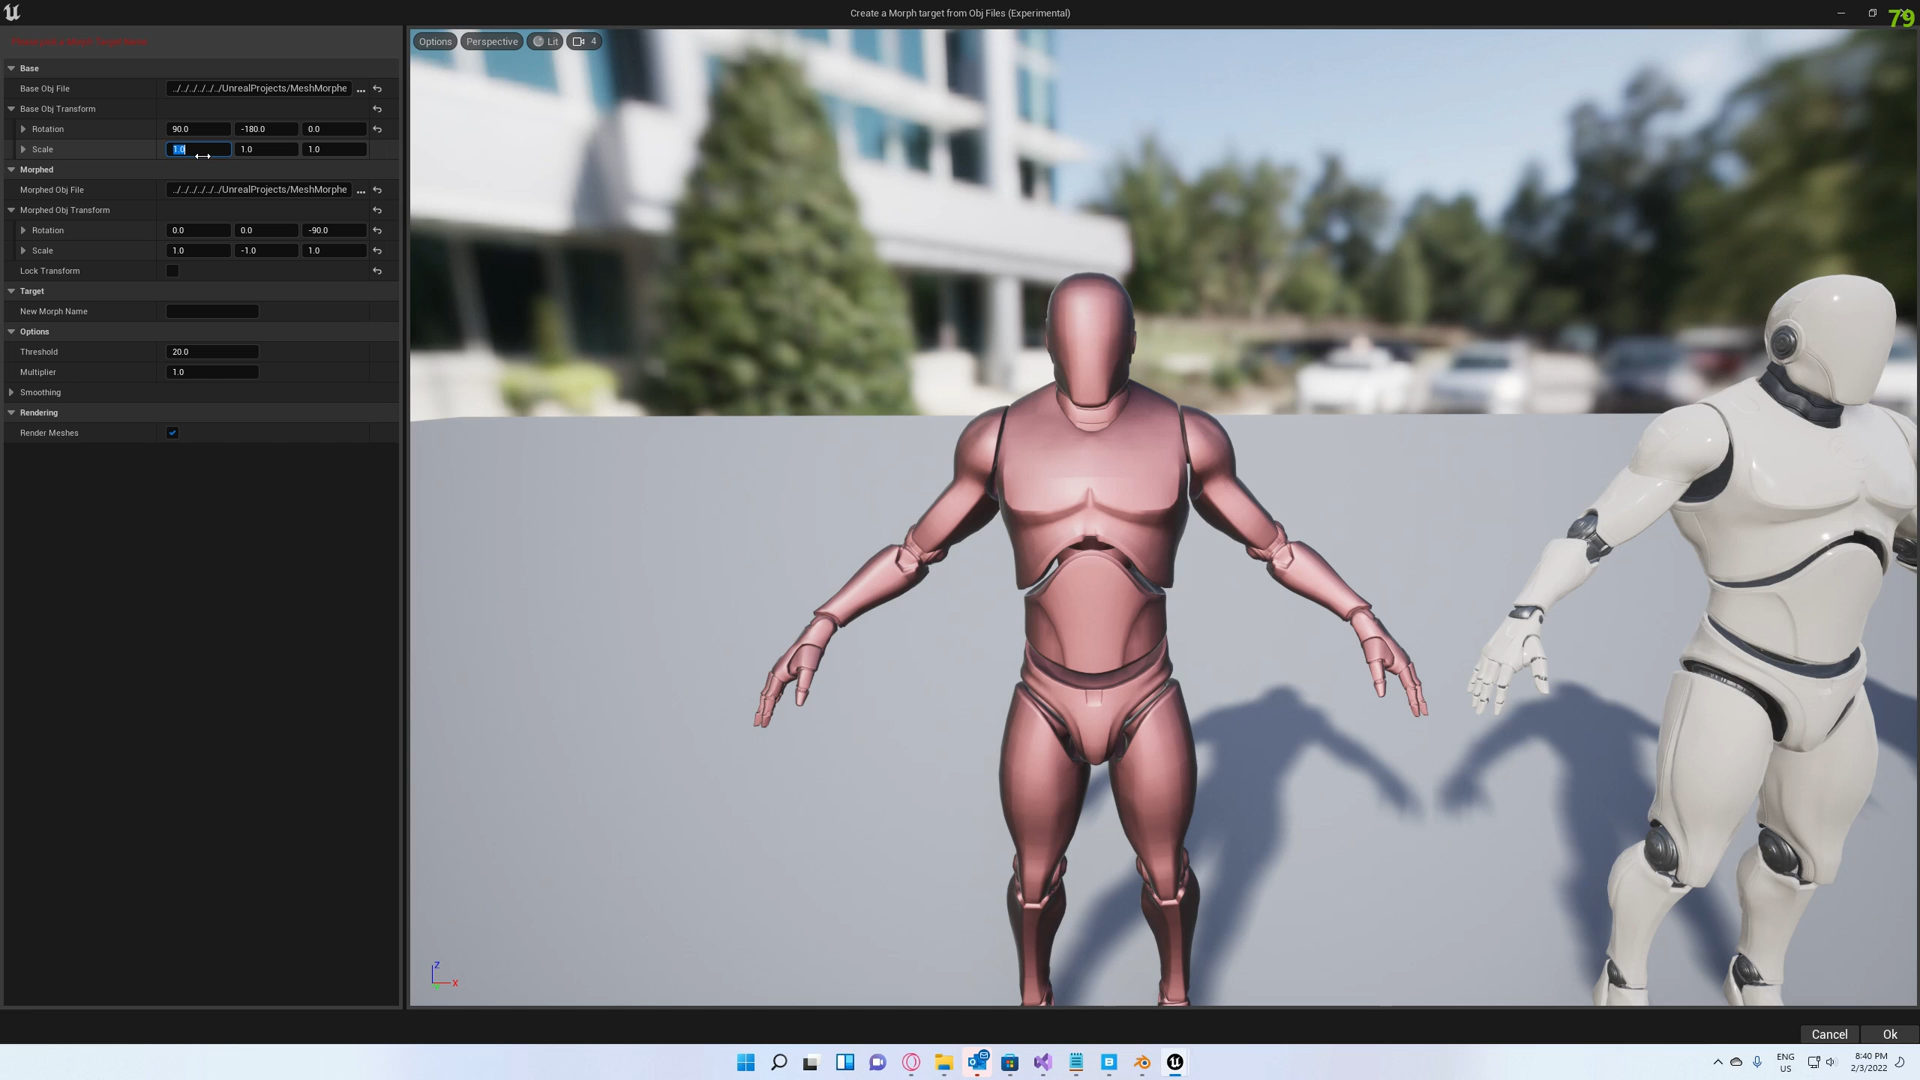 Create a Morph target from Obj Files (Experimental)
79
Options
Perspective
Lit
4
Base
Base Obj File
../../../../../../UnrealProjects/MeshMorphe
...
Base Obj Transform
Rotation
90.0
-180.0
0.0
Scale
1.0
1.0
1.0
Morphed
Morphed Obj File
../../../../../../UnrealProjects/MeshMorphe
...
Morphed Obj Transform
Rotation
0.0
0.0
-90.0
Scale
1.0
-1.0
1.0
Lock Transform
Target
New Morph Name
Options
Threshold
20.0
Multiplier
1.0
Smoothing
Rendering
Render Meshes
Z
X
Cancel
Ok
ENG
US
8:40 PM
2/3/2022